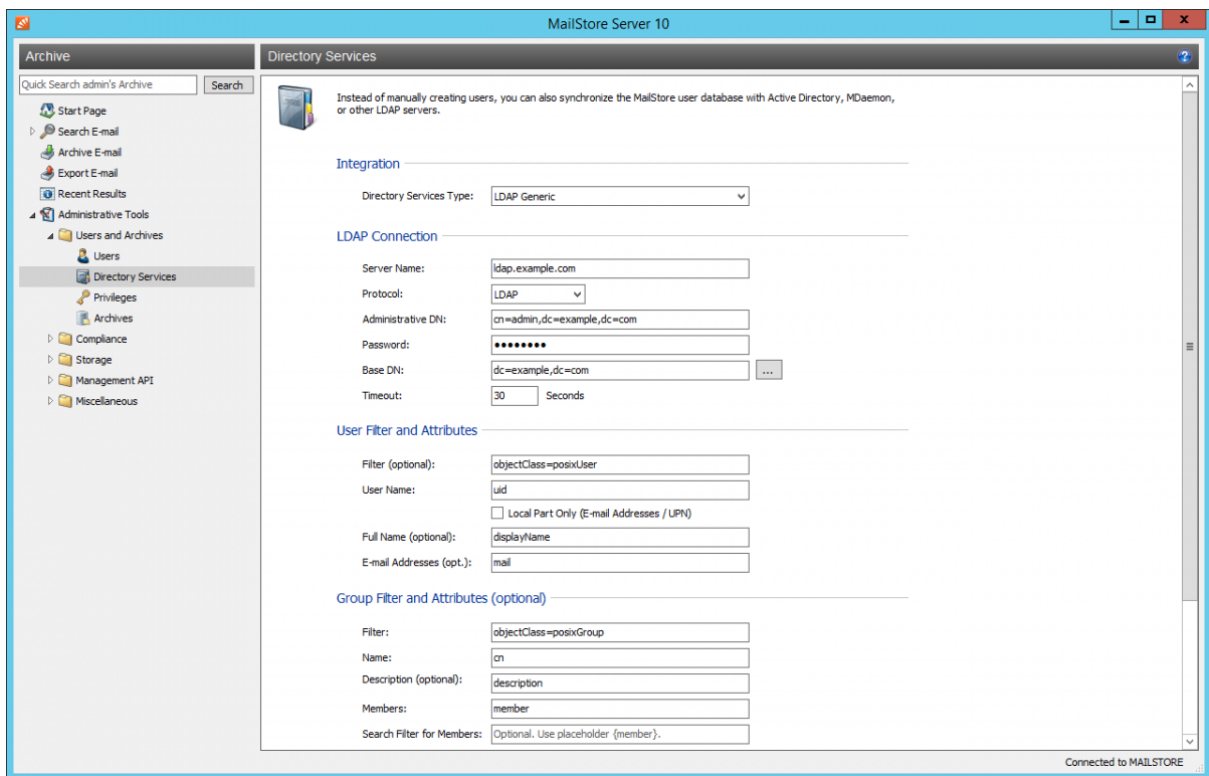 MailStore Server 10
Archive
Directory Services
Quick Search admin's Archive
Search
Start Page
Search E-mail
Archive E-mail
Export E-mail
Recent Results
Administrative Tools
Users and Archives
Users
Directory Services
Privileges
Archives
Compliance
Storage
Management API
Miscellaneous
Instead of manually creating users, you can also synchronize the MailStore user database with Active Directory, MDaemon,
or other LDAP servers.
Integration
Directory Services Type: LDAP Generic
LDAP Connection
Server Name: ldap.example.com
Protocol: LDAP
Administrative DN: cn=admin,dc=example,dc=com
Password: ••••••••
Base DN: dc=example,dc=com ...
Timeout: 30 Seconds
User Filter and Attributes
Filter (optional): objectClass=posixUser
User Name: uid
Local Part Only (E-mail Addresses / UPN)
Full Name (optional): displayName
E-mail Addresses (opt.): mail
Group Filter and Attributes (optional)
Filter: objectClass=posixGroup
Name: cn
Description (optional): description
Members: member
Search Filter for Members: Optional. Use placeholder {member}.
Connected to MAILSTORE